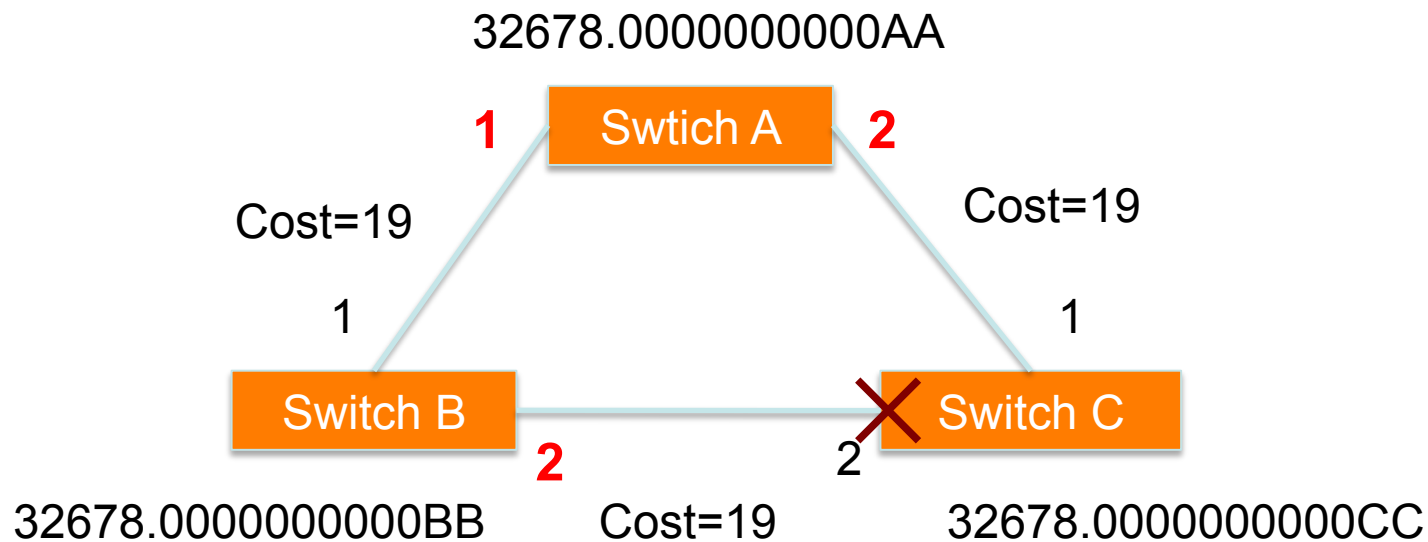 32678.0000000000AA
1
Swtich A
2
Cost=19
Cost=19
1
1
Switch B
Switch C
2
2
32678.0000000000BB
Cost=19
32678.0000000000CC